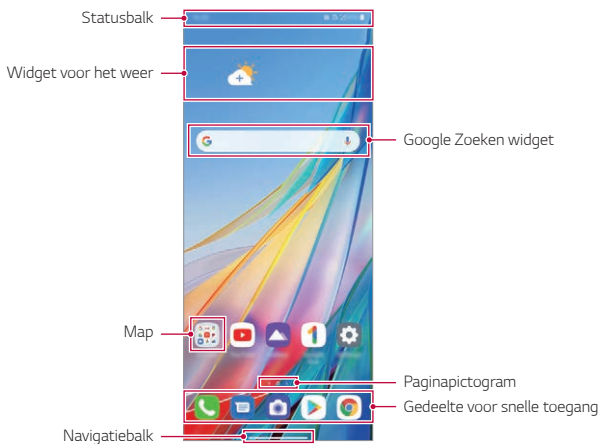 Statusbalk
Widget voor het weer
Google Zoeken widget
Map
Paginapictogram
Gedeelte voor snelle toegang
Navigatiebalk